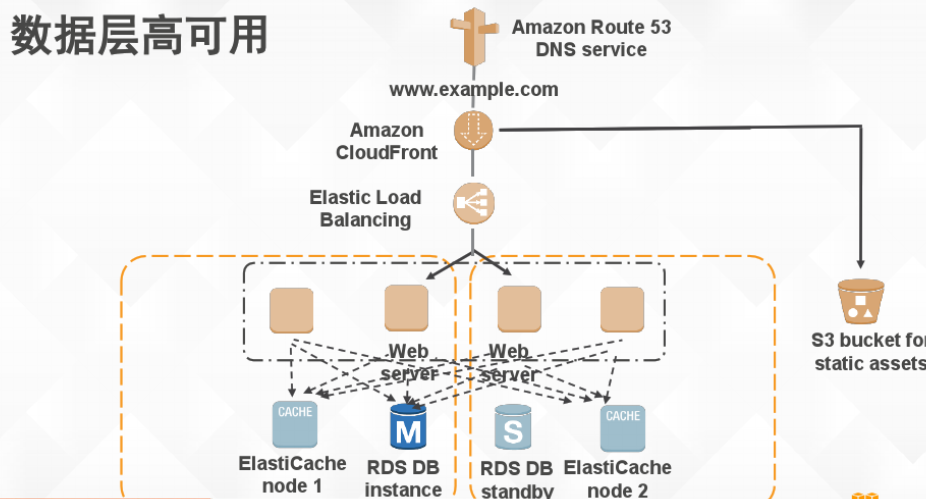 数据层高可用
Amazon Route 53
DNS service
www.example.com
Amazon
CloudFront
Elastic Load
Balancing
Web
server
Web
server
S3 bucket for
static assets
CACHE
M
S
CACHE
ElastiCache
node 1
RDS DB
instance
RDS DB
standby
ElastiCache
node 2